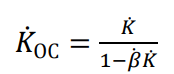 K̇_OC = K̇ / (1−β̇K̇)